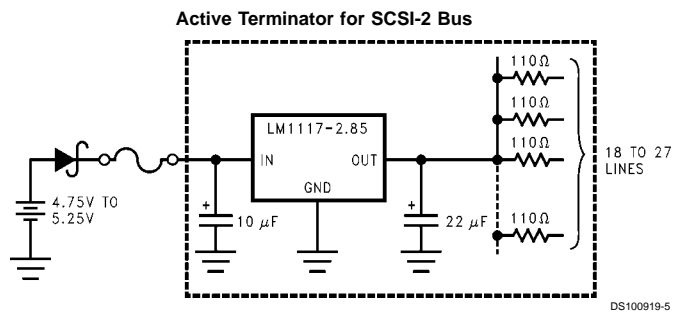 Active Terminator for SCSI-2 Bus
110Ω
110Ω
110Ω
110Ω
LM1117-2.85
IN
OUT
GND
18 TO 27
LINES
4.75V TO
5.25V
+
10 μF
+
22 μF
DS100919-5